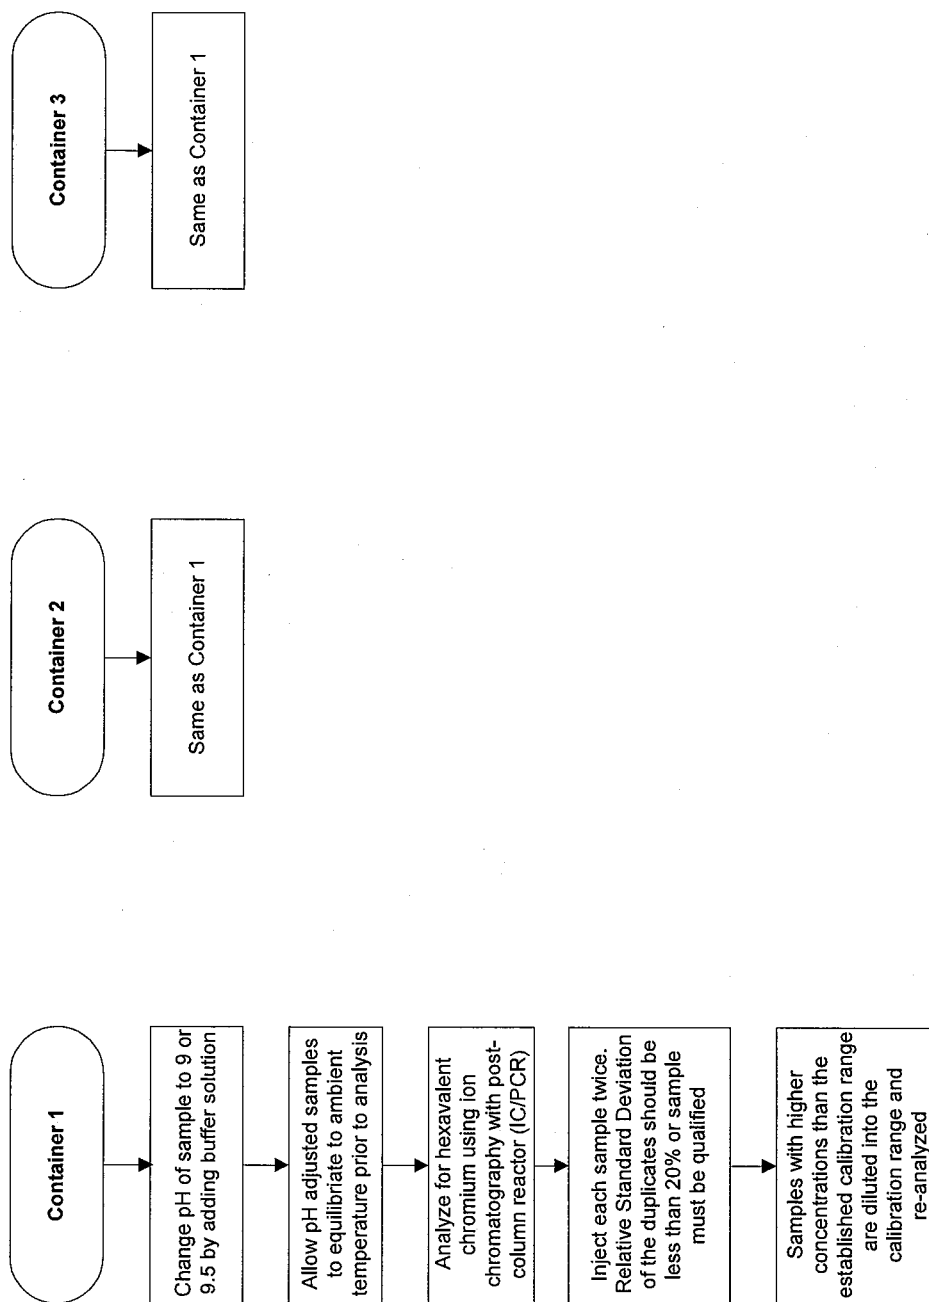 Container 1
Change pH of sample to 9 or
9.5 by adding buffer solution
Allow pH adjusted samples
to equilibriate to ambient
temperature prior to analysis
Analyze for hexavalent
chromium using ion
chromatography with post-
column reactor (IC/PCR)
Inject each sample twice.
Relative Standard Deviation
of the duplicates should be
less than 20% or sample
must be qualified
Samples with higher
concentrations than the
established calibration range
are diluted into the
calibration range and
re-analyzed
Container 2
Same as Container 1
Container 3
Same as Container 1